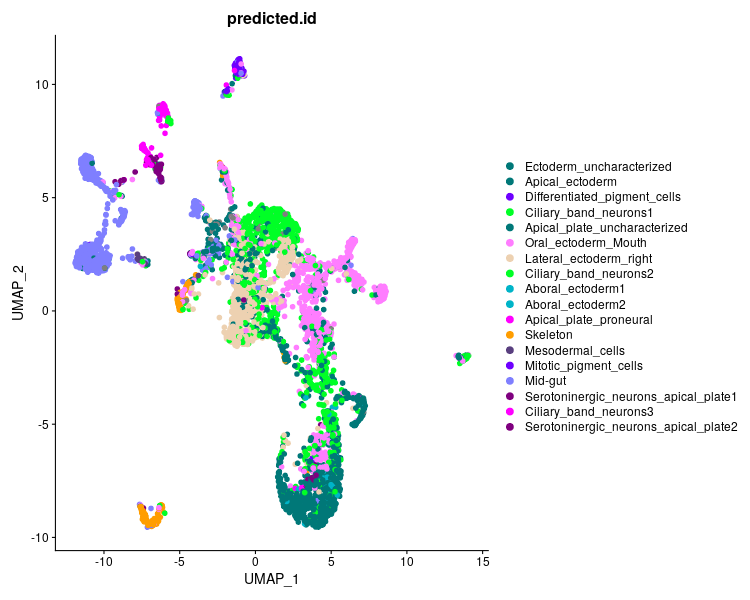 predicted.id
10
5
0
-5
-10
UMAP_2
-10
-5
0
5
10
15
UMAP_1
Ectoderm_uncharacterized
Apical_ectoderm
Differentiated_pigment_cells
Ciliary_band_neurons1
Apical_plate_uncharacterized
Oral_ectoderm_Mouth
Lateral_ectoderm_right
Ciliary_band_neurons2
Aboral_ectoderm1
Aboral_ectoderm2
Apical_plate_proneural
Skeleton
Mesodermal_cells
Mitotic_pigment_cells
Mid-gut
Serotoninergic_neurons_apical_plate1
Ciliary_band_neurons3
Serotoninergic_neurons_apical_plate2